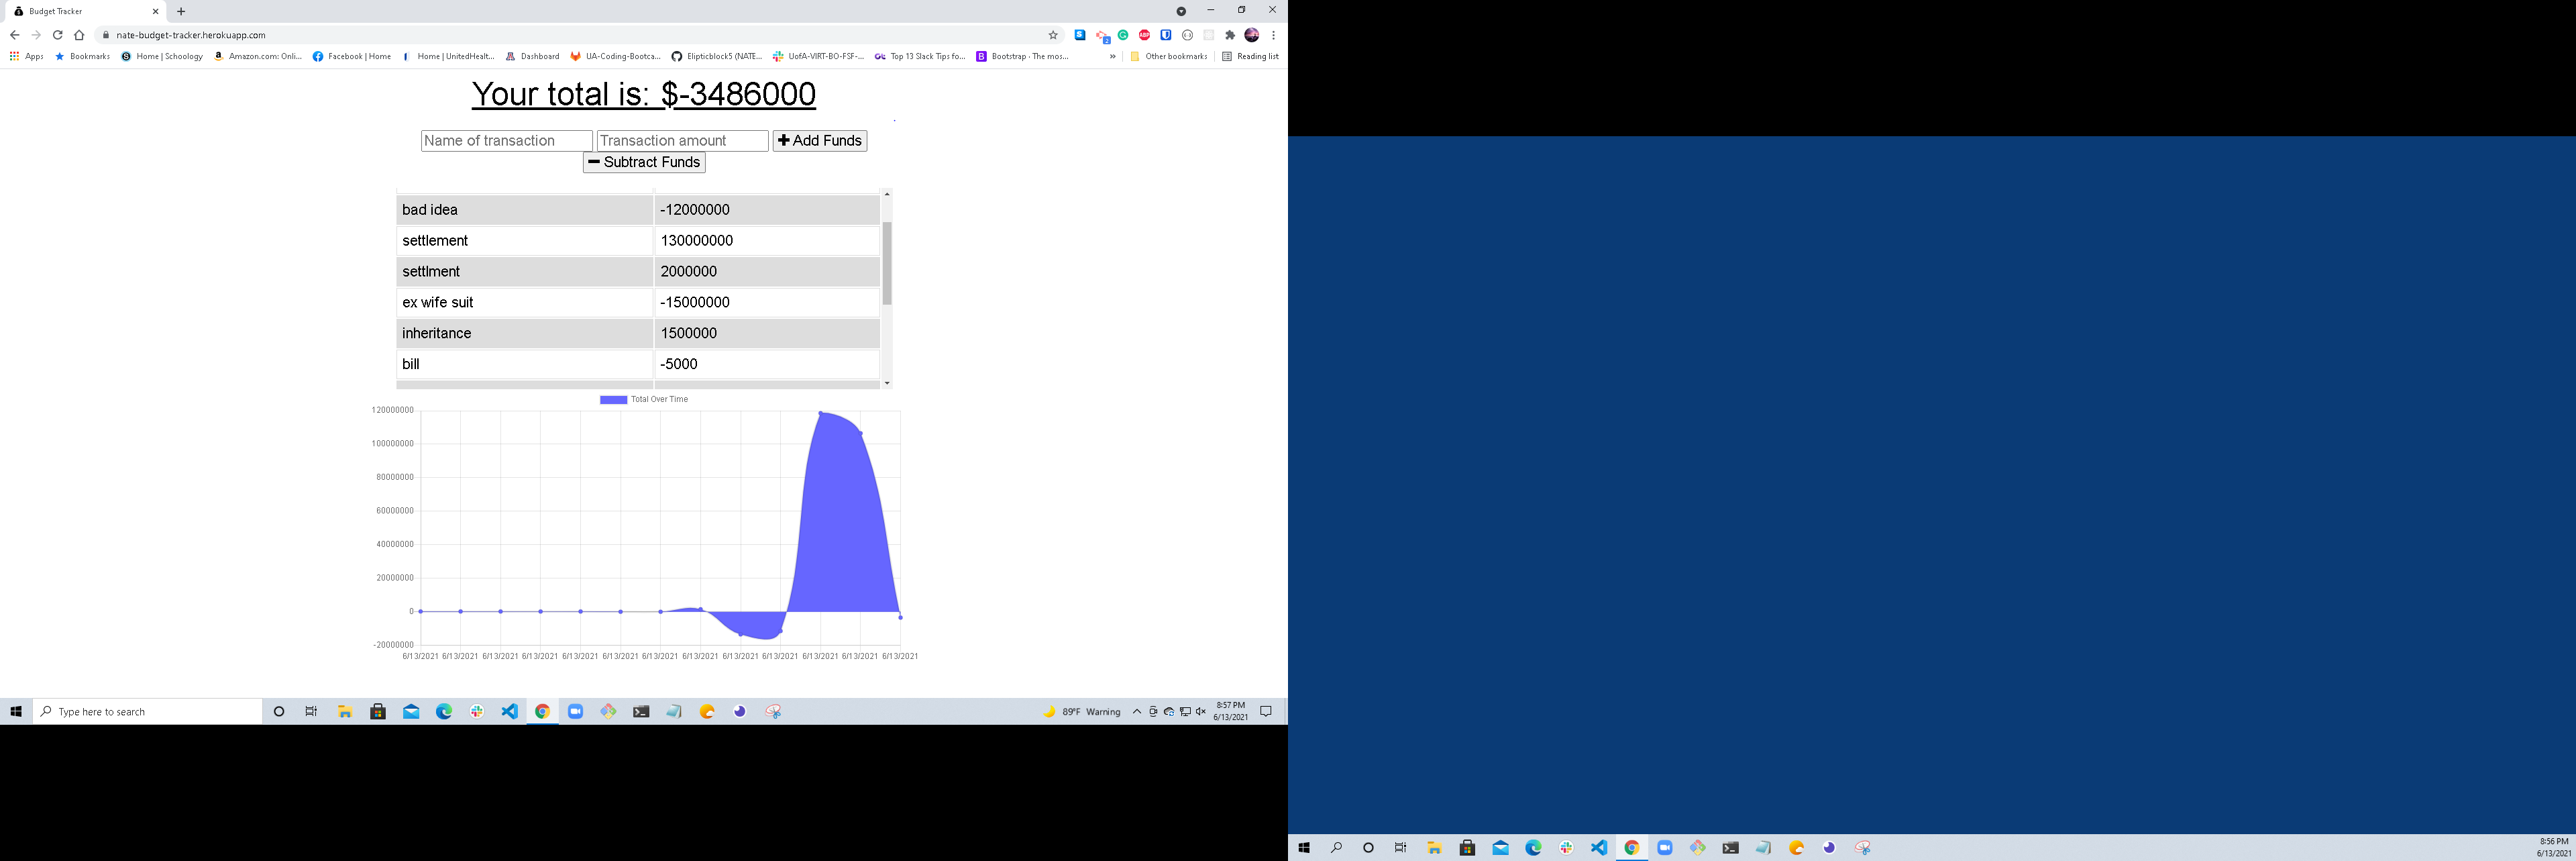 Budget Tracker
nate-budget-tracker.herokuapp.com
Apps Bookmarks Home | Schoology Amazon.com: Onli... Facebook | Home Home | UnitedHealt... Dashboard UA-Coding-Bootca... Elipticblock5 (NATE... UofA-VIRT-BO-FSF-... Top 13 Slack Tips fo... Bootstrap · The mos... » Other bookmarks Reading list
Your total is: $-3486000
Name of transaction Transaction amount + Add Funds
− Subtract Funds
bad idea -12000000
settlement 130000000
settlment 2000000
ex wife suit -15000000
inheritance 1500000
bill -5000
Total Over Time
120000000
100000000
80000000
60000000
40000000
20000000
0
-20000000
6/13/2021 6/13/2021 6/13/2021 6/13/2021 6/13/2021 6/13/2021 6/13/2021 6/13/2021 6/13/2021 6/13/2021 6/13/2021 6/13/2021 6/13/2021
Type here to search
89°F Warning
8:57 PM
6/13/2021
8:56 PM
6/13/2021